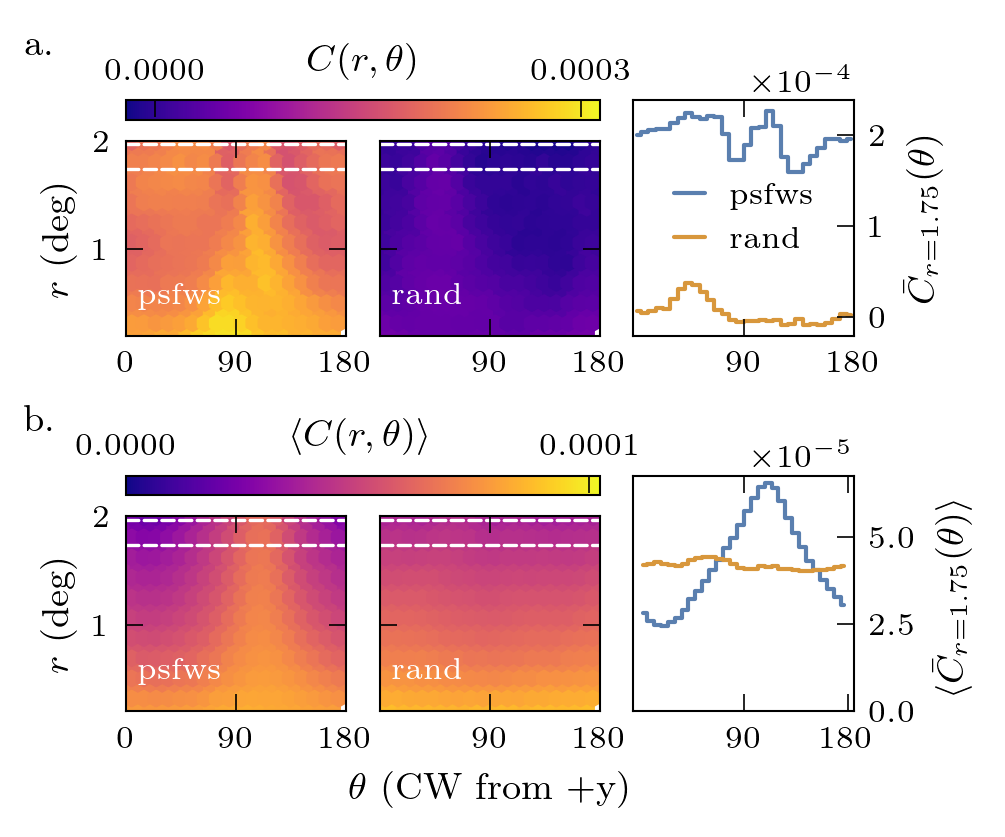 a.
C(r, θ)
0.0000 0.0003
×10⁻⁴
2
1
r (deg)
psfws
rand
psfws
rand
2
1
0
C̄ᵣ₌₁.₇₅(θ)
0 90 180
90 180
90 180
b.
⟨C(r, θ)⟩
0.0000 0.0001
×10⁻⁵
2
1
r (deg)
psfws
rand
5.0
2.5
0.0
⟨C̄ᵣ₌₁.₇₅(θ)⟩
0 90 180
90 180
90 180
θ (CW from +y)